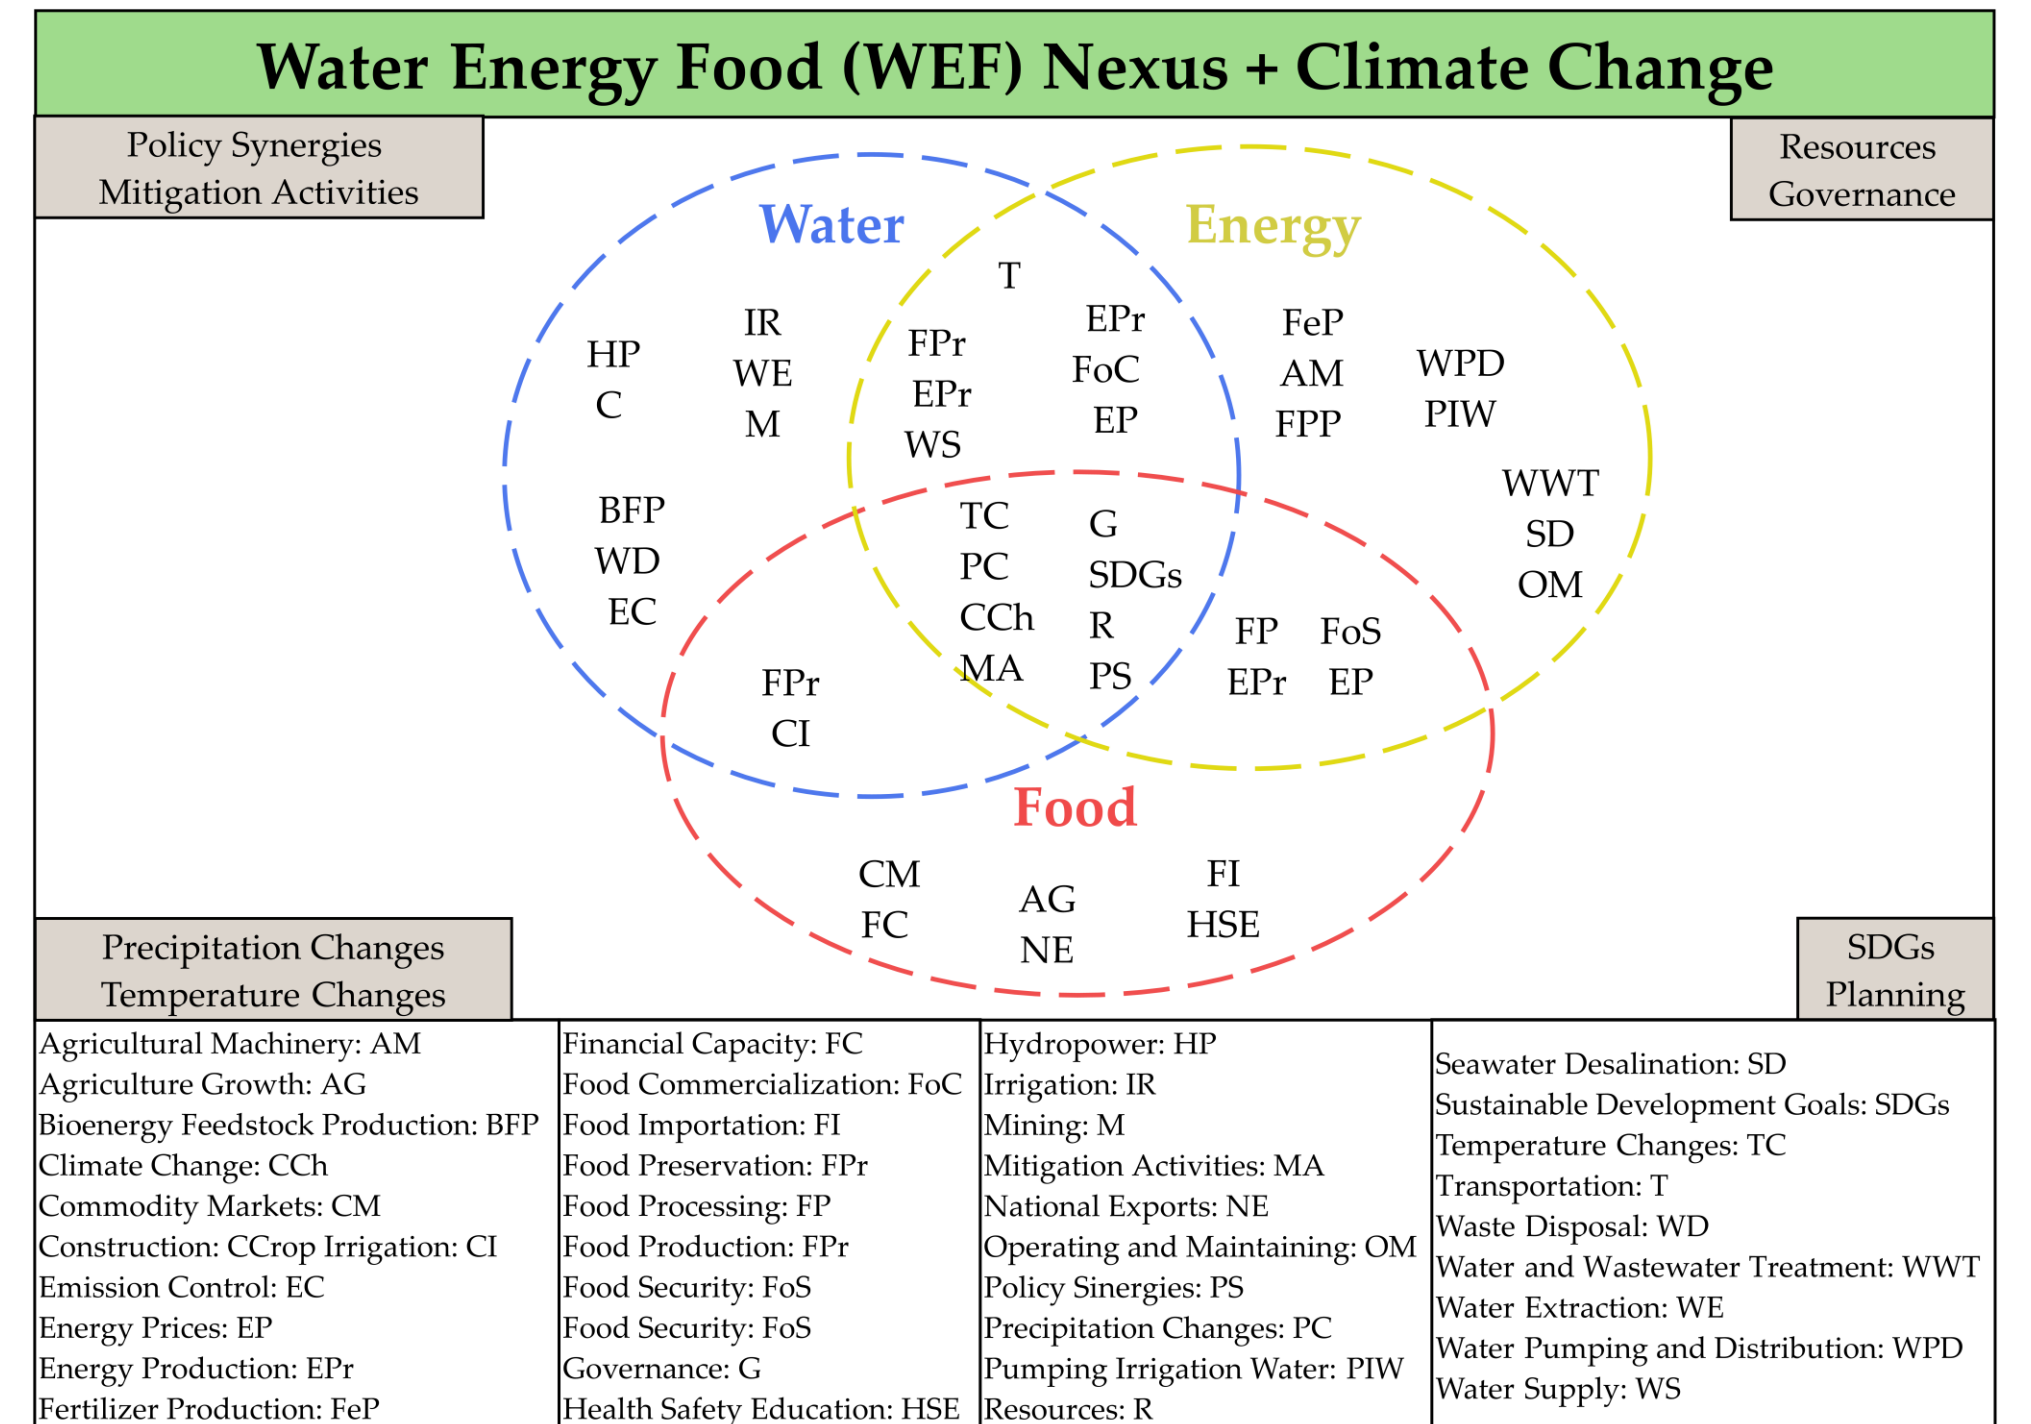 Water Energy Food (WEF) Nexus + Climate Change
Policy Synergies
Mitigation Activities
Resources
Governance
Water
Energy
T
HP
C
IR
WE
M
FPr
EPr
WS
EPr
FoC
EP
FeP
AM
FPP
WPD
PIW
BFP
WD
EC
TC
PC
CCh
MA
G
SDGs
R
PS
WWT
SD
OM
FP
EPr
FoS
EP
FPr
CI
Food
CM
FC
AG
NE
FI
HSE
Precipitation Changes
Temperature Changes
SDGs
Planning
Agricultural Machinery: AM
Agriculture Growth: AG
Bioenergy Feedstock Production: BFP
Climate Change: CCh
Commodity Markets: CM
Construction: CCrop Irrigation: CI
Emission Control: EC
Energy Prices: EP
Energy Production: EPr
Fertilizer Production: FeP
Financial Capacity: FC
Food Commercialization: FoC
Food Importation: FI
Food Preservation: FPr
Food Processing: FP
Food Production: FPr
Food Security: FoS
Food Security: FoS
Governance: G
Health Safety Education: HSE
Hydropower: HP
Irrigation: IR
Mining: M
Mitigation Activities: MA
National Exports: NE
Operating and Maintaining: OM
Policy Sinergies: PS
Precipitation Changes: PC
Pumping Irrigation Water: PIW
Resources: R
Seawater Desalination: SD
Sustainable Development Goals: SDGs
Temperature Changes: TC
Transportation: T
Waste Disposal: WD
Water and Wastewater Treatment: WWT
Water Extraction: WE
Water Pumping and Distribution: WPD
Water Supply: WS